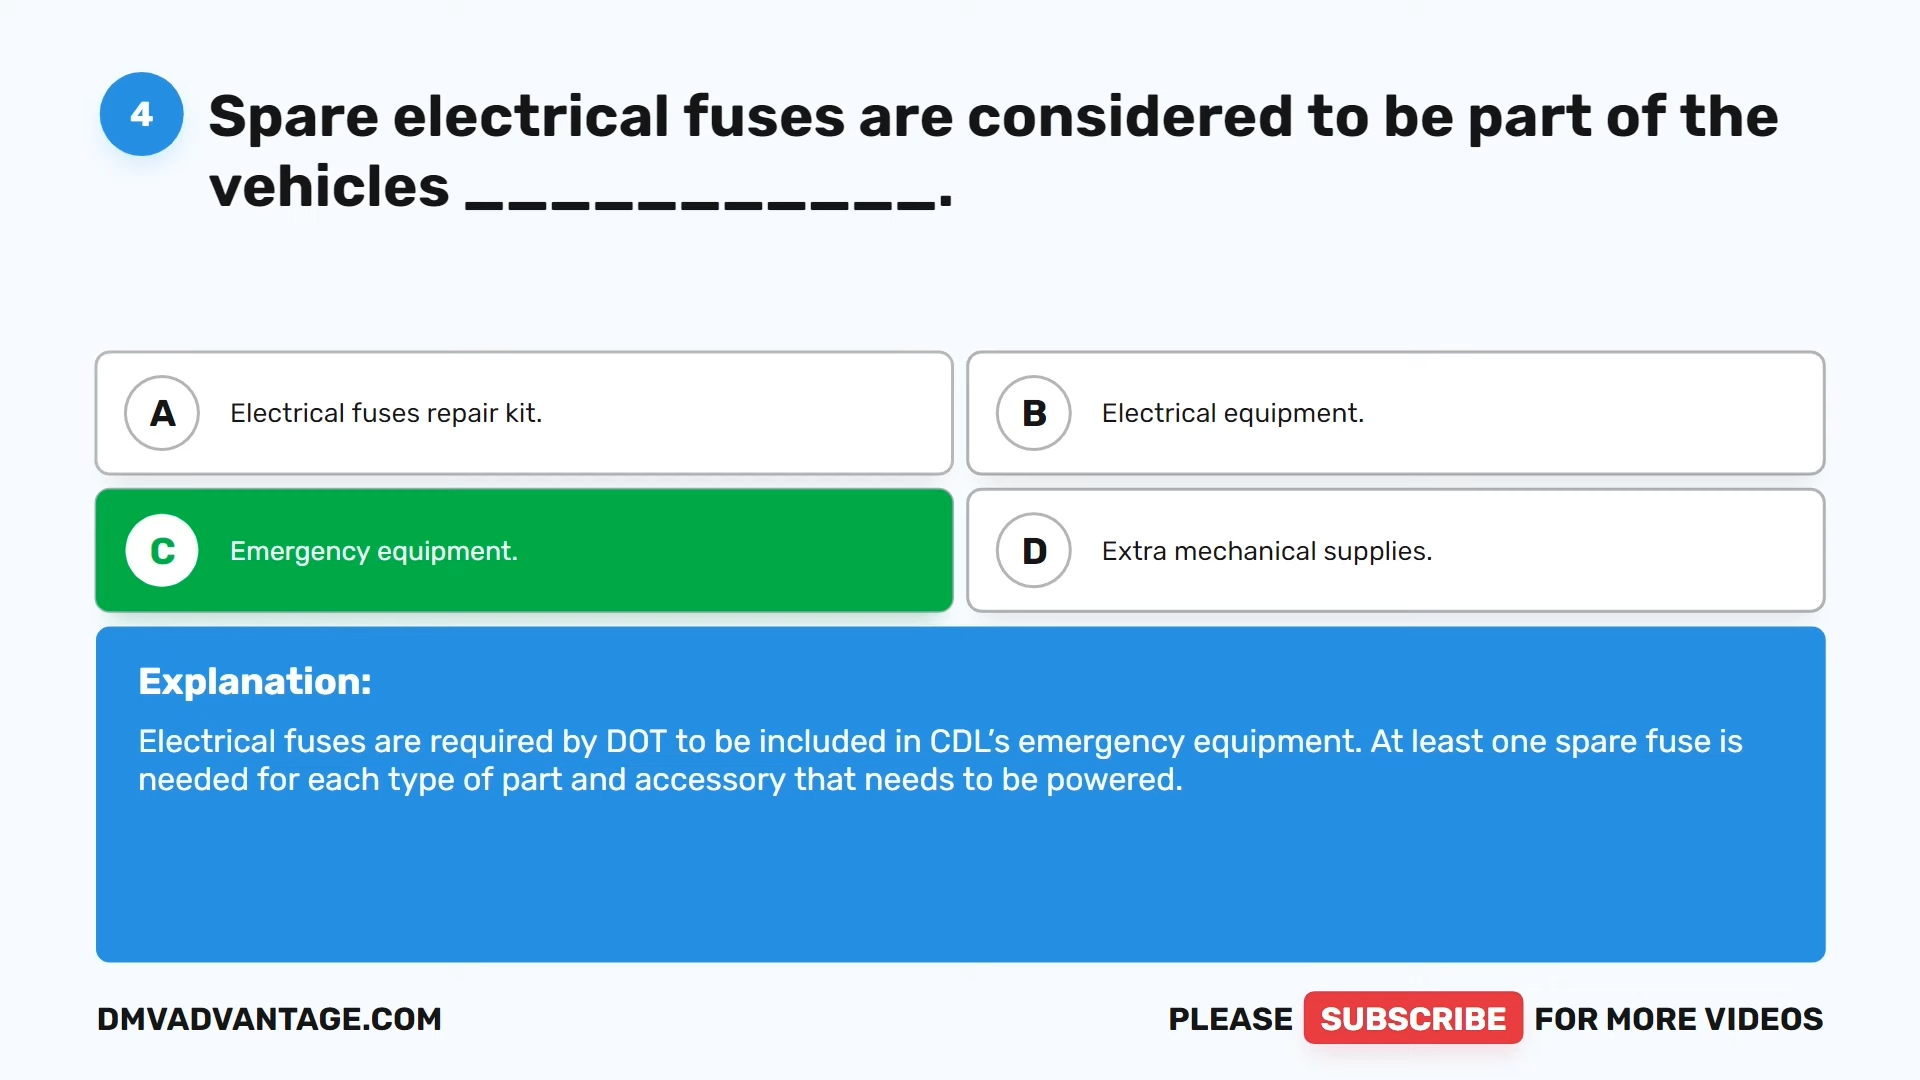 4
Spare electrical fuses are considered to be part of the
vehicles ___________.
A Electrical fuses repair kit.
B Electrical equipment.
C Emergency equipment.
D Extra mechanical supplies.
Explanation:
Electrical fuses are required by DOT to be included in CDL’s emergency equipment. At least one spare fuse is
needed for each type of part and accessory that needs to be powered.
DMVADVANTAGE.COM
PLEASE SUBSCRIBE FOR MORE VIDEOS